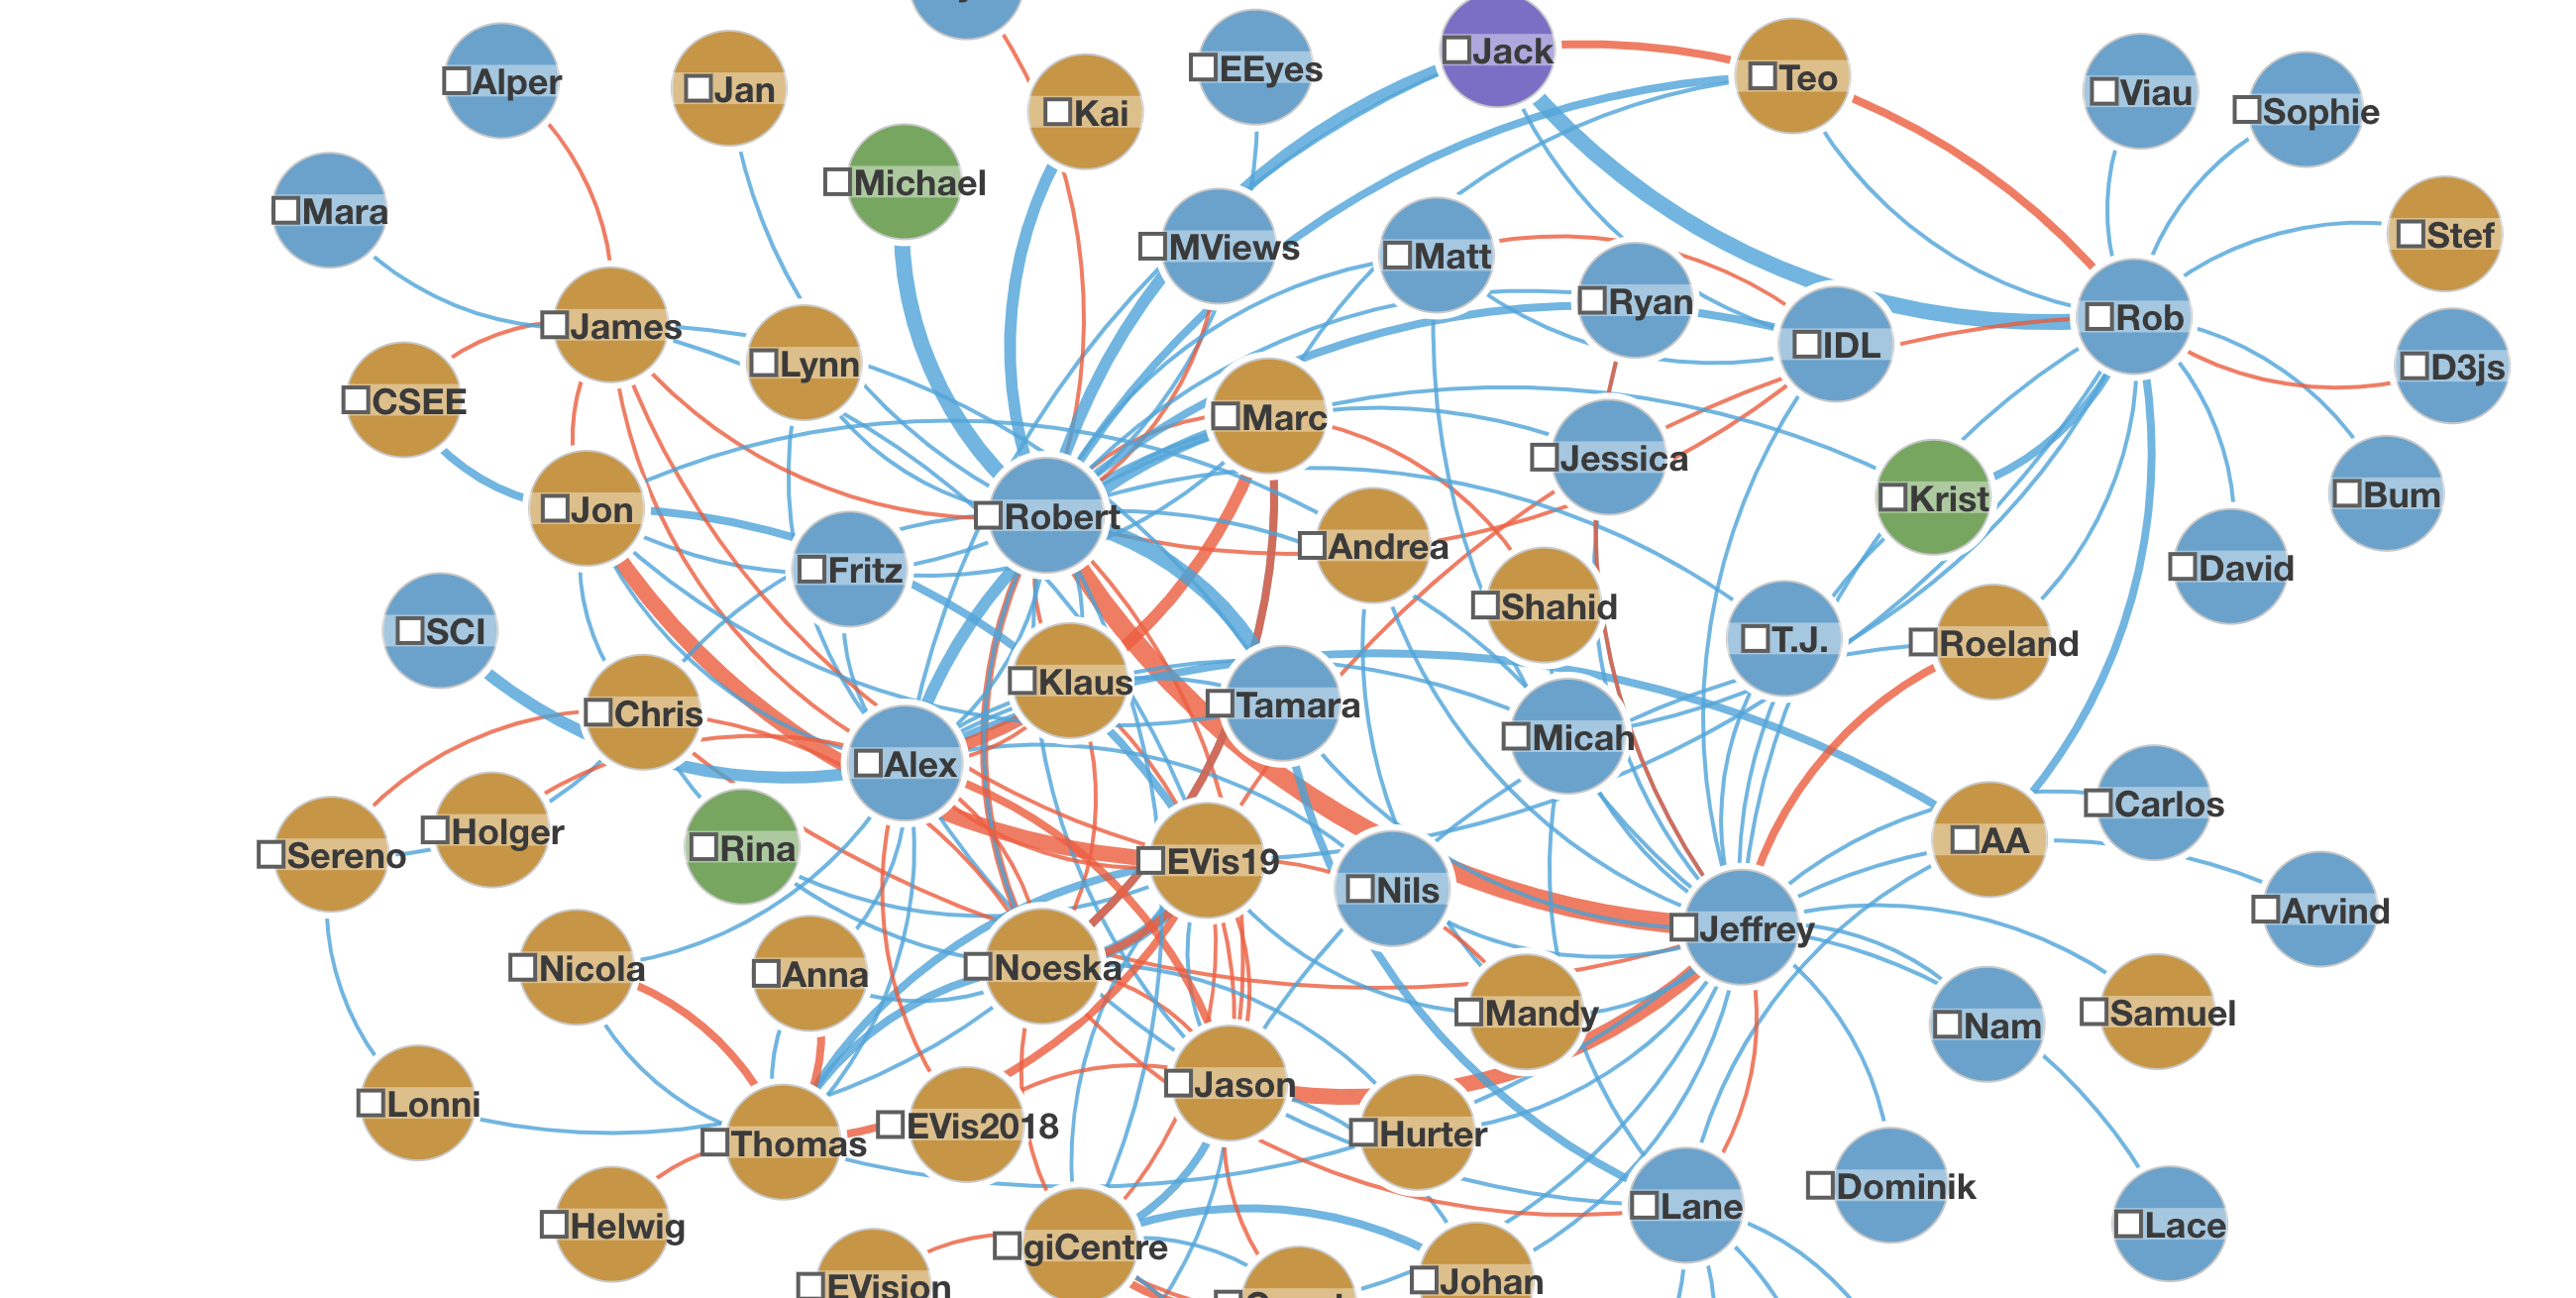 Jack
EEyes
Teo
Alper
Jan
Kai
Viau
Sophie
Michael
Mara
MViews
Matt
Stef
Ryan
James
Rob
IDL
Lynn
D3js
CSEE
Marc
Jessica
Krist
Bum
Jon
Robert
Andrea
Fritz
David
Shahid
SCI
T.J.
Roeland
Klaus
Tamara
Chris
Micah
Alex
Carlos
Holger
AA
Rina
Sereno
EVis19
Nils
Arvind
Jeffrey
Nicola
Anna
Noeska
Mandy
Samuel
Nam
Jason
Lonni
EVis2018
Hurter
Thomas
Dominik
Lane
Helwig
Lace
giCentre
Johan
EVision